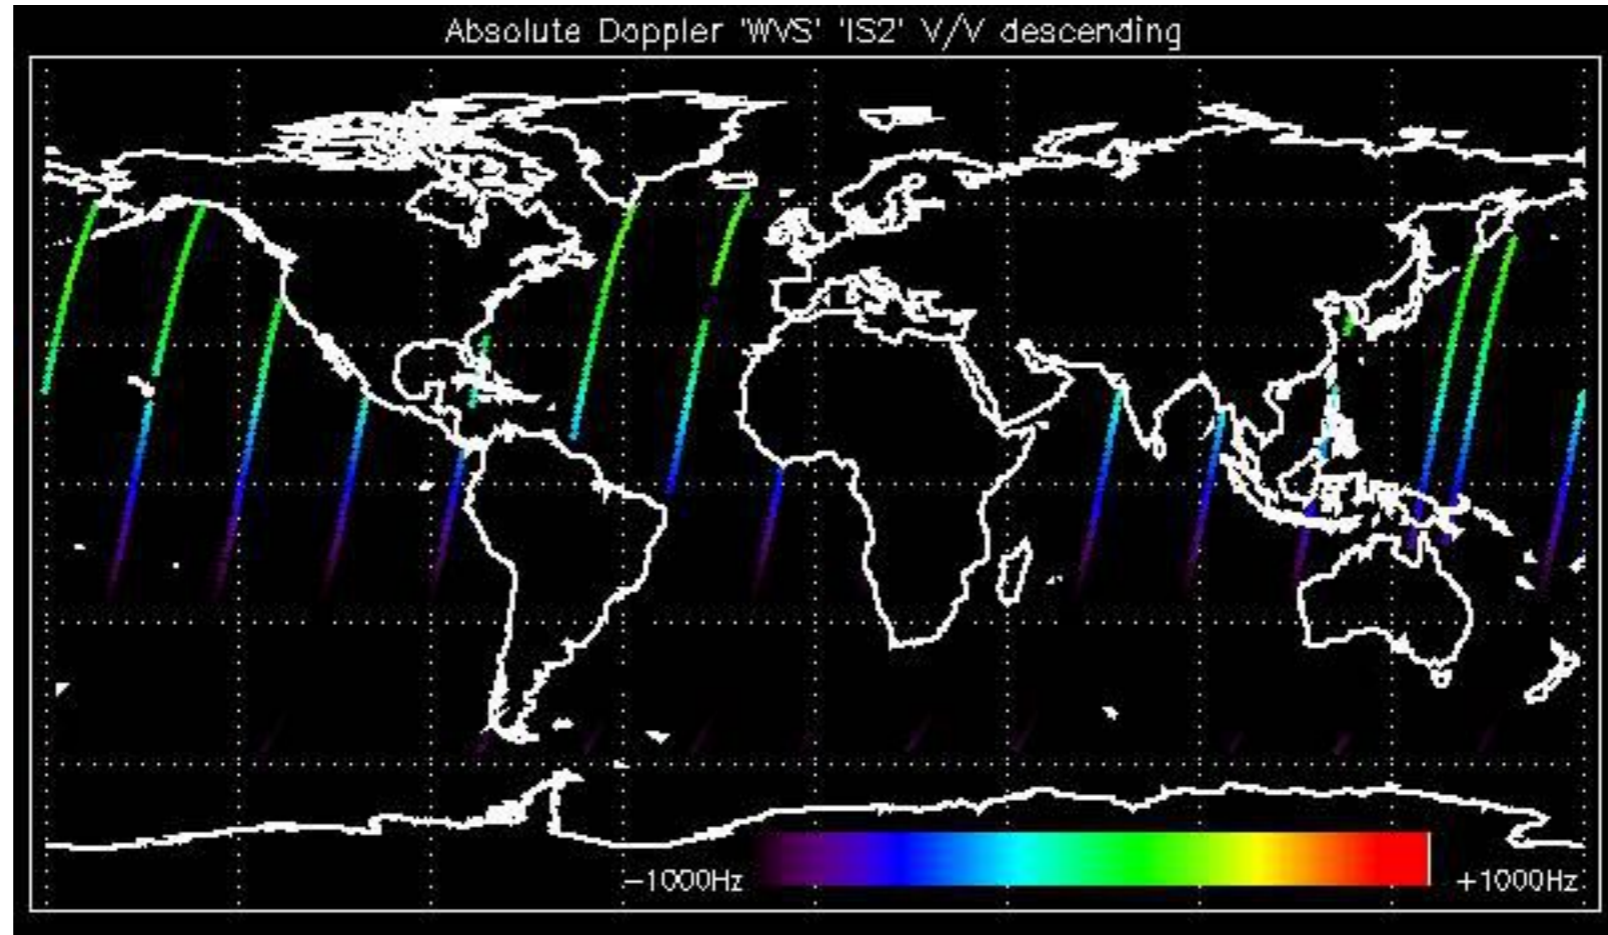 Absolute Doppler 'WVS' 'IS2' V/V descending
−1000Hz
+1000Hz